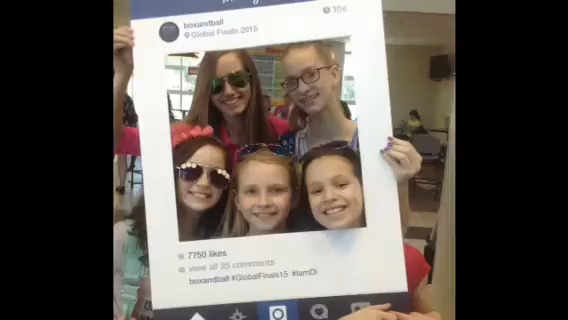 10s
boxandball
Global Finals 2015
7750 likes
view all 25 comments
boxandball #GlobalFinals15 #IamDI